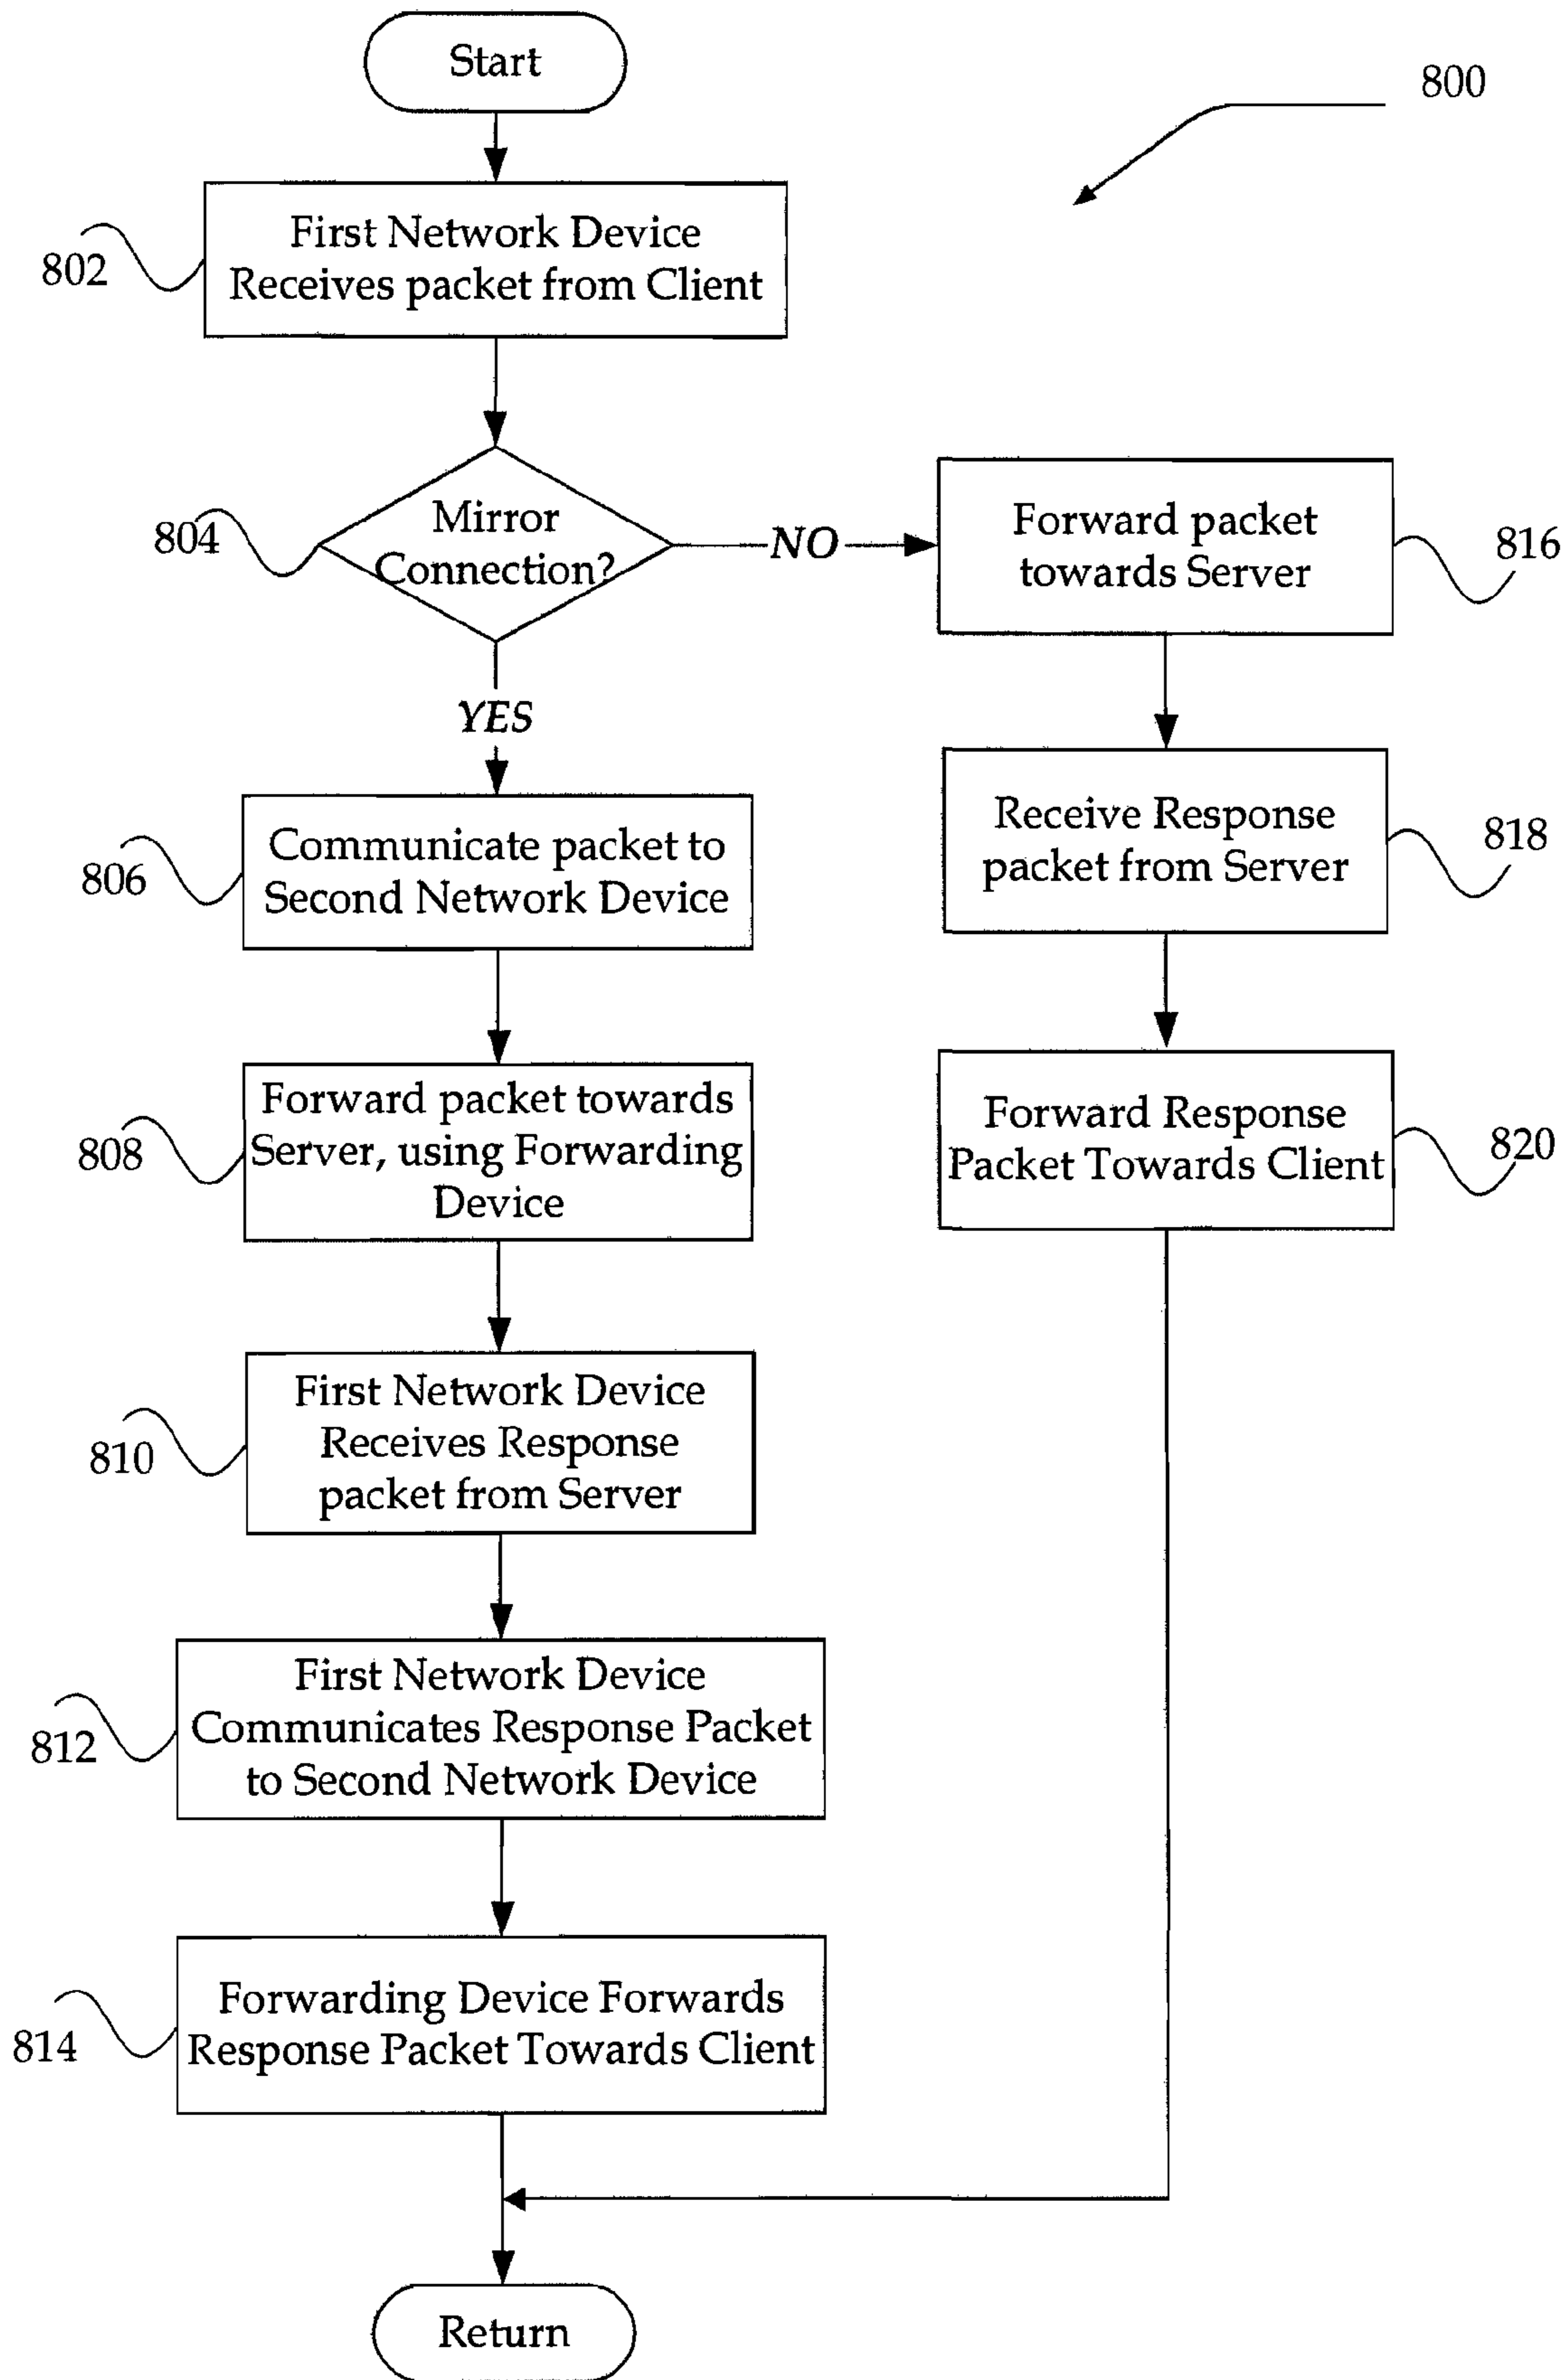 Start
800
First Network Device
Receives packet from Client
802
Mirror
Connection?
804
NO
Forward packet
towards Server
816
YES
Receive Response
packet from Server
818
Communicate packet to
Second Network Device
806
Forward packet towards
Server, using Forwarding
Device
808
Forward Response
Packet Towards Client
820
First Network Device
Receives Response
packet from Server
810
First Network Device
Communicates Response Packet
to Second Network Device
812
Forwarding Device Forwards
Response Packet Towards Client
814
Return